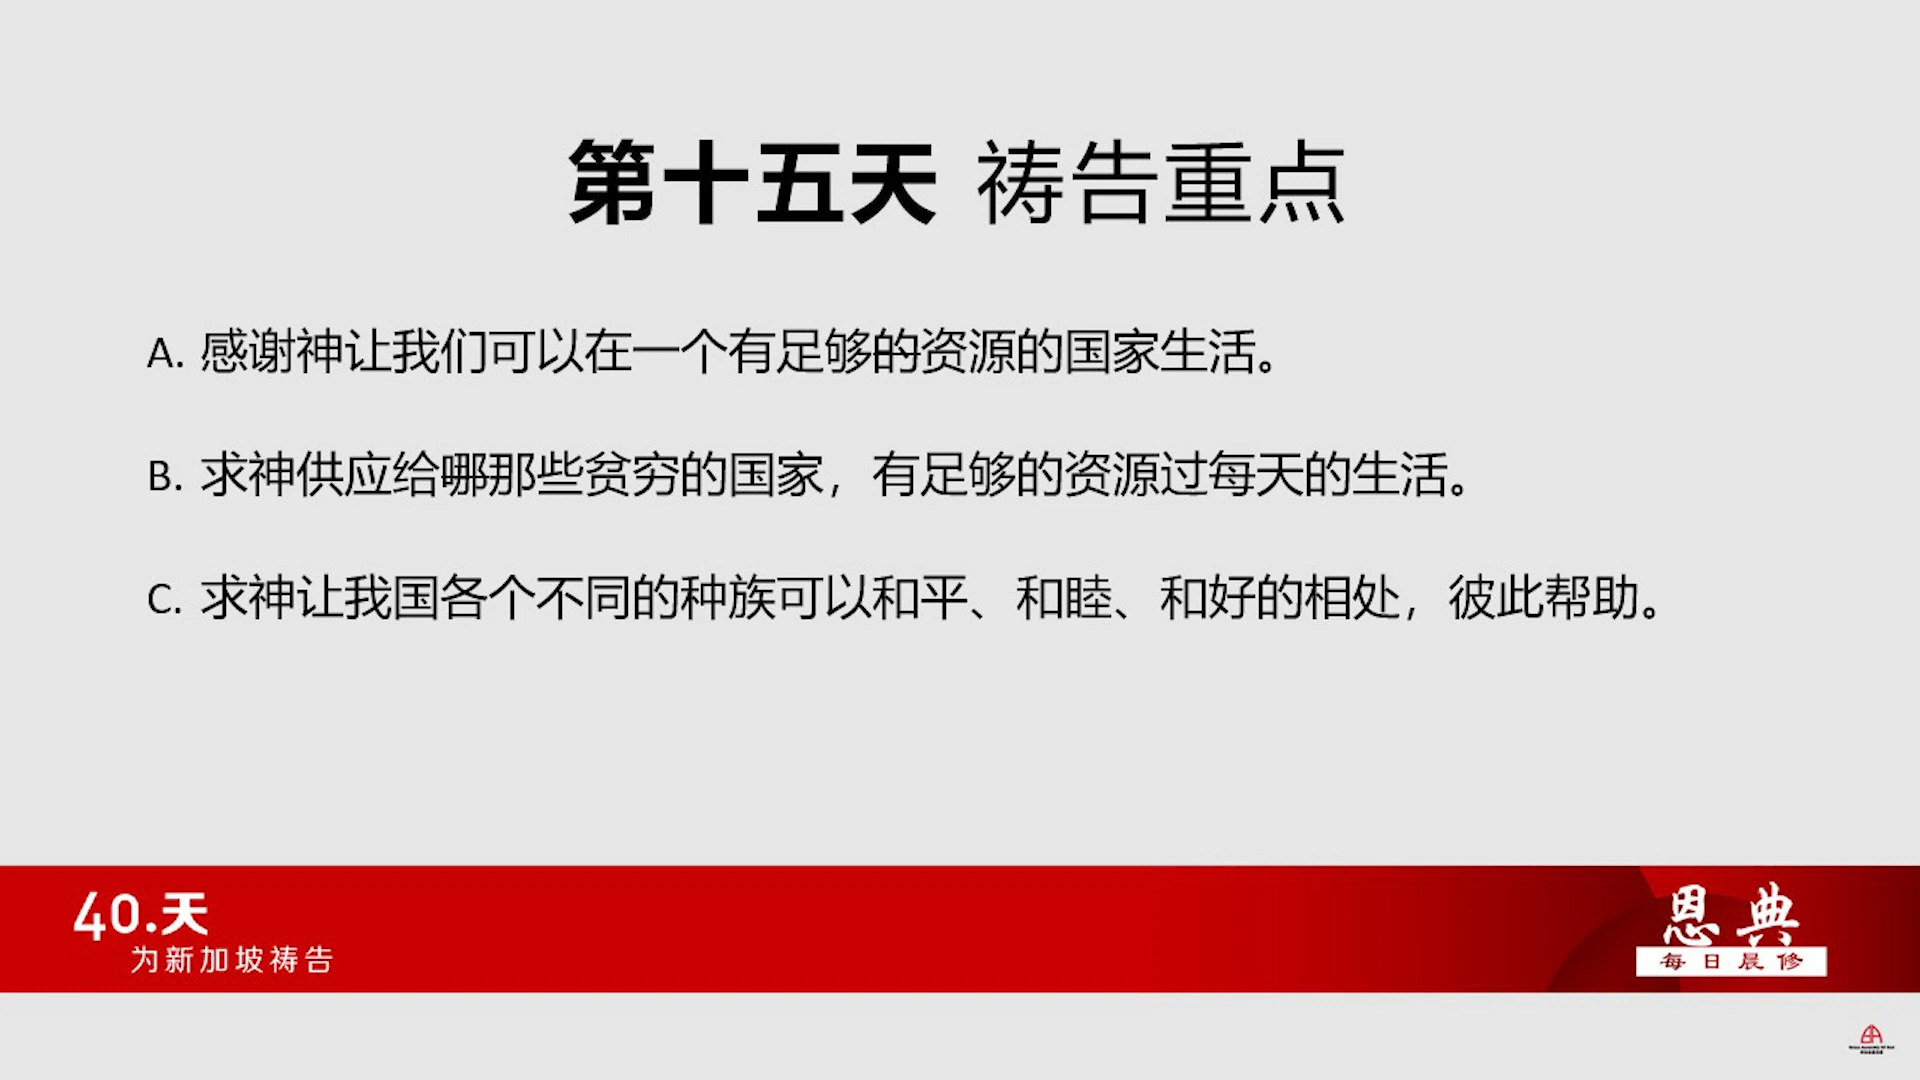 第十五天 祷告重点
A. 感谢神让我们可以在一个有足够的资源的国家生活。
B. 求神供应给哪那些贫穷的国家，有足够的资源过每天的生活。
C. 求神让我国各个不同的种族可以和平、和睦、和好的相处，彼此帮助。
40.天
为新加坡祷告
恩典
每日晨修